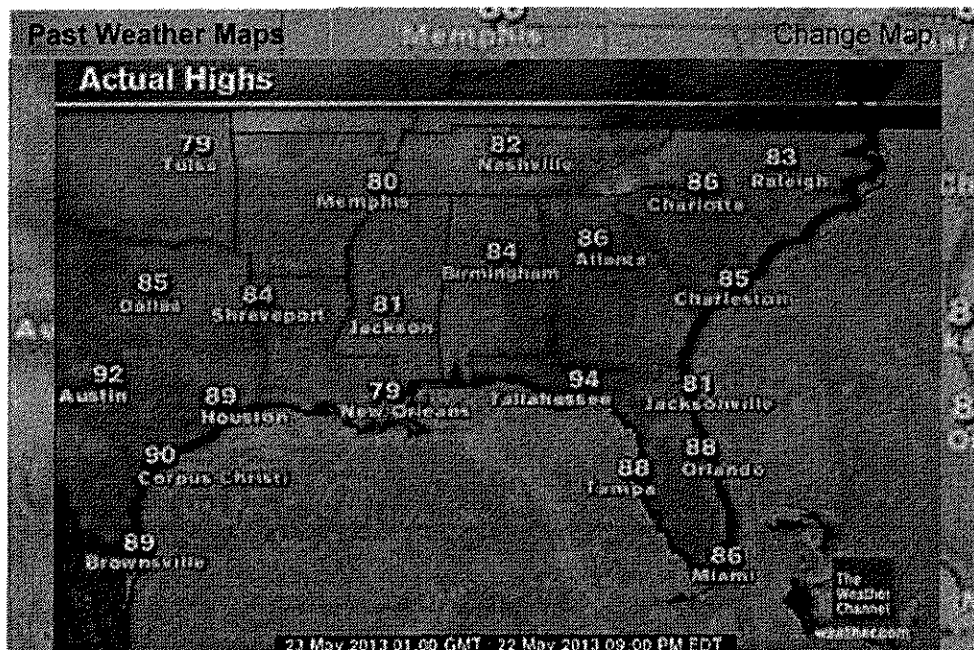 Past Weather Maps
Memphis
Change Map
Actual Highs
79
Tulsa
82
Nashville
83
Raleigh
80
Memphis
86
Charlotte
86
Atlanta
84
Birmingham
85
Dallas
84
Shreveport
81
Jackson
85
Charleston
92
Austin
89
Houston
79
New Orleans
94
Tallahassee
81
Jacksonville
90
Corpus Christi
88
Tampa
88
Orlando
89
Brownsville
86
Miami
The
Weather
Channel
weather.com
23 May 2013 01:00 GMT : 22 May 2013 09:00 PM EDT